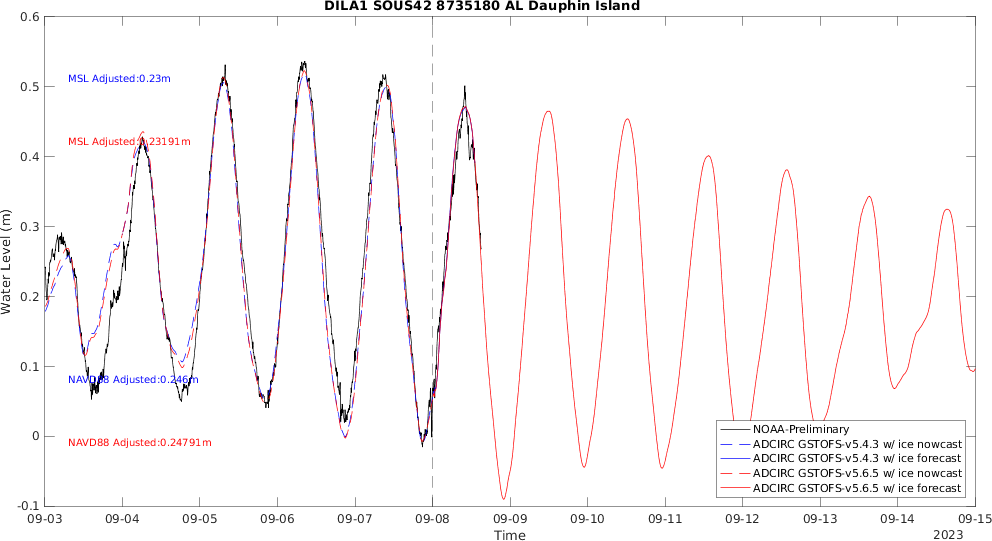 DILA1 SOUS42 8735180 AL Dauphin Island
0.6
0.5
0.4
0.3
0.2
0.1
0
-0.1
Water Level (m)
MSL Adjusted:0.23m
MSL Adjusted:0.23191m
NAVD88 Adjusted:0.246m
NAVD88 Adjusted:0.24791m
NOAA-Preliminary
ADCIRC GSTOFS-v5.4.3 w/ ice nowcast
ADCIRC GSTOFS-v5.4.3 w/ ice forecast
ADCIRC GSTOFS-v5.6.5 w/ ice nowcast
ADCIRC GSTOFS-v5.6.5 w/ ice forecast
09-03 09-04 09-05 09-06 09-07 09-08 09-09 09-10 09-11 09-12 09-13 09-14 09-15
Time
2023